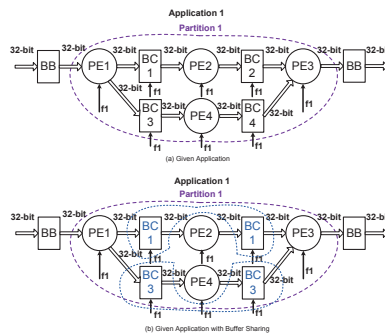 Application 1
Partition 1
32-bit 32-bit 32-bit 32-bit 32-bit 32-bit 32-bit
BB PE1 BC 1 PE2 BC 2 PE3 BB
32-bit f1 f1 f1 32-bit
f1 32-bit 32-bit f1
BC 3 PE4 BC 4
f1 f1 f1
(a) Given Application
Application 1
Partition 1
32-bit 32-bit 32-bit 32-bit 32-bit 32-bit 32-bit
BB PE1 BC 1 PE2 BC 1 PE3 BB
32-bit f1 f1 f1 32-bit
f1 32-bit 32-bit f1
BC 3 PE4 BC 3
f1 f1 f1
(b) Given Application with Buffer Sharing